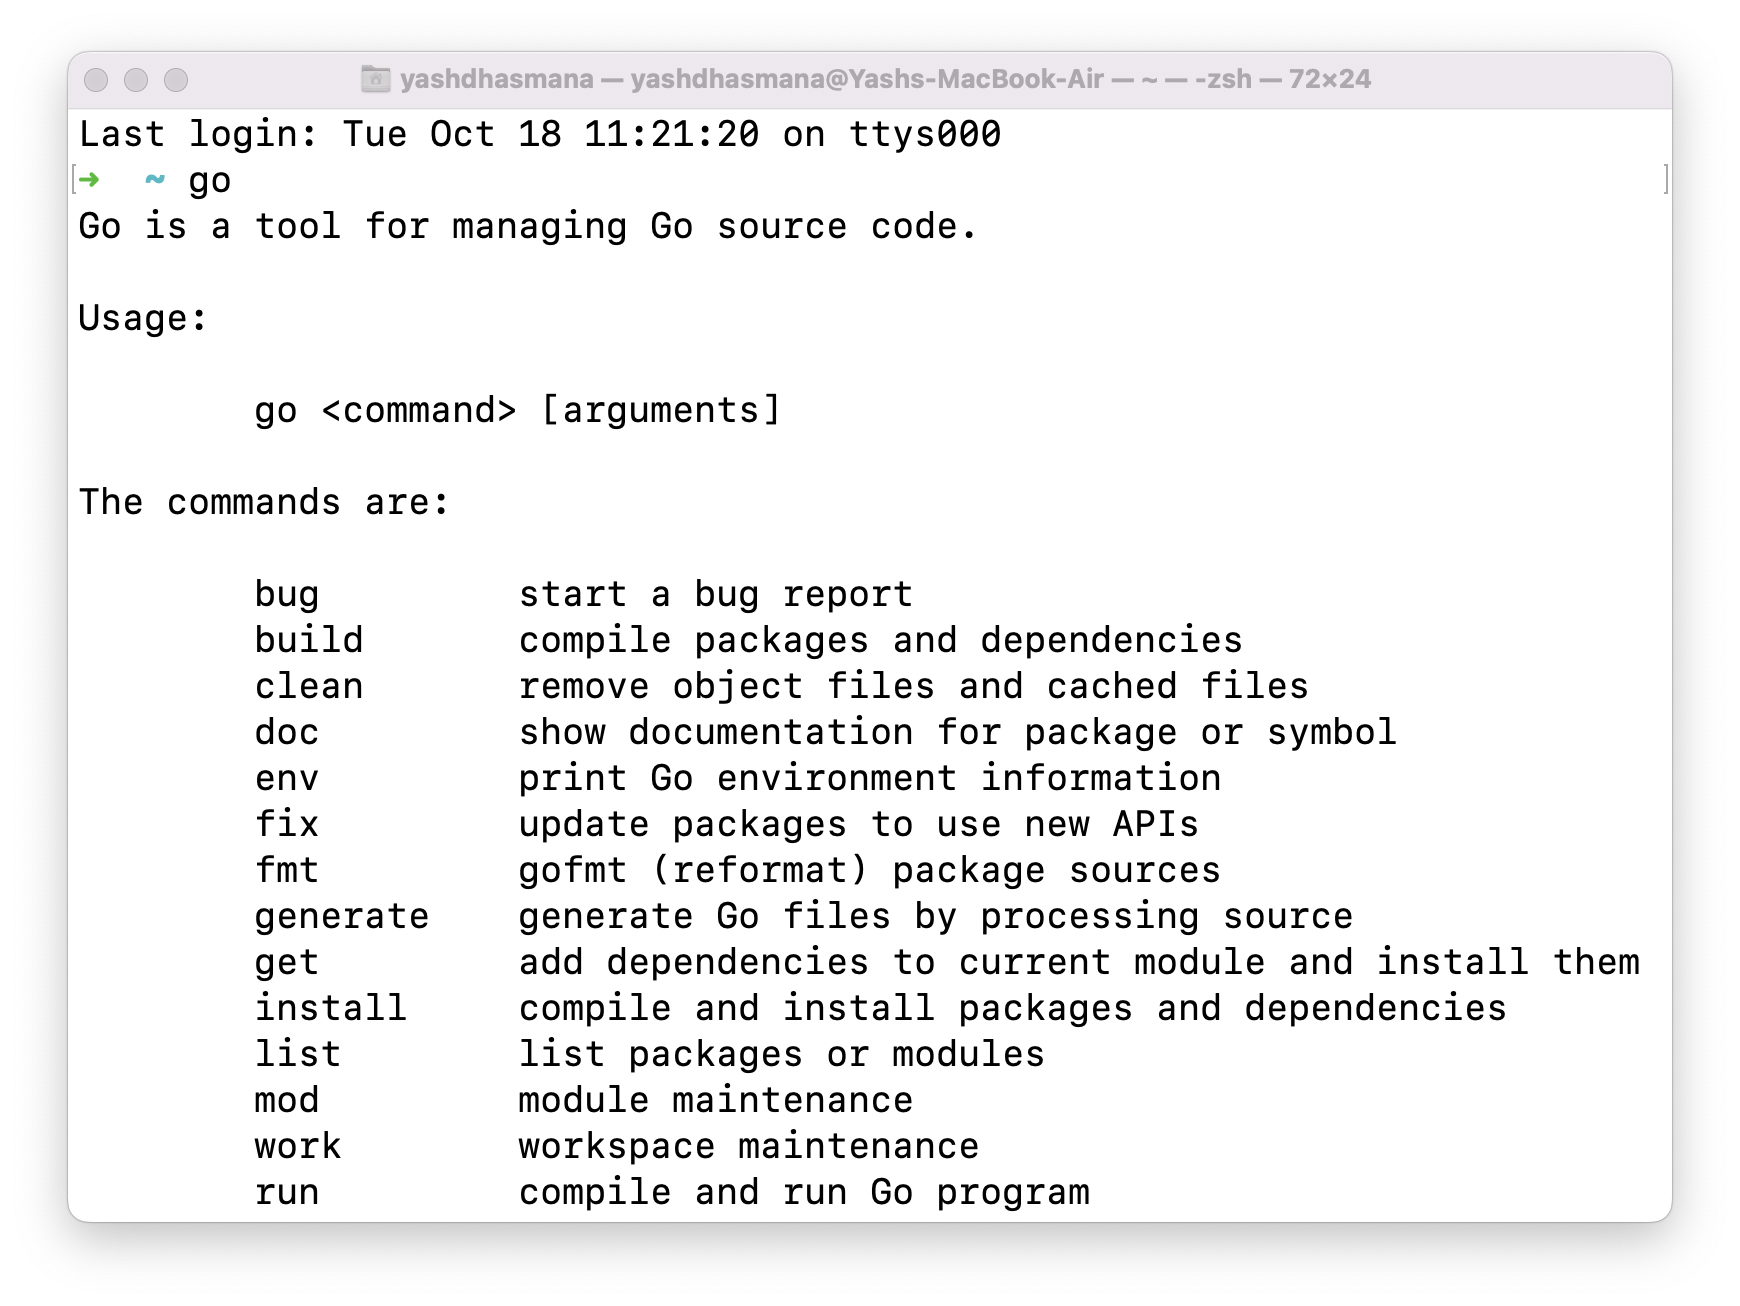 yashdhasmana — yashdhasmana@Yashs-MacBook-Air — ~ — -zsh — 72×24
Last login: Tue Oct 18 11:21:20 on ttys000
[➜  ~ go ]
Go is a tool for managing Go source code.
Usage:
go <command> [arguments]
The commands are:
bug         start a bug report
build       compile packages and dependencies
clean       remove object files and cached files
doc         show documentation for package or symbol
env         print Go environment information
fix         update packages to use new APIs
fmt         gofmt (reformat) package sources
generate    generate Go files by processing source
get         add dependencies to current module and install them
install     compile and install packages and dependencies
list        list packages or modules
mod         module maintenance
work        workspace maintenance
run         compile and run Go program